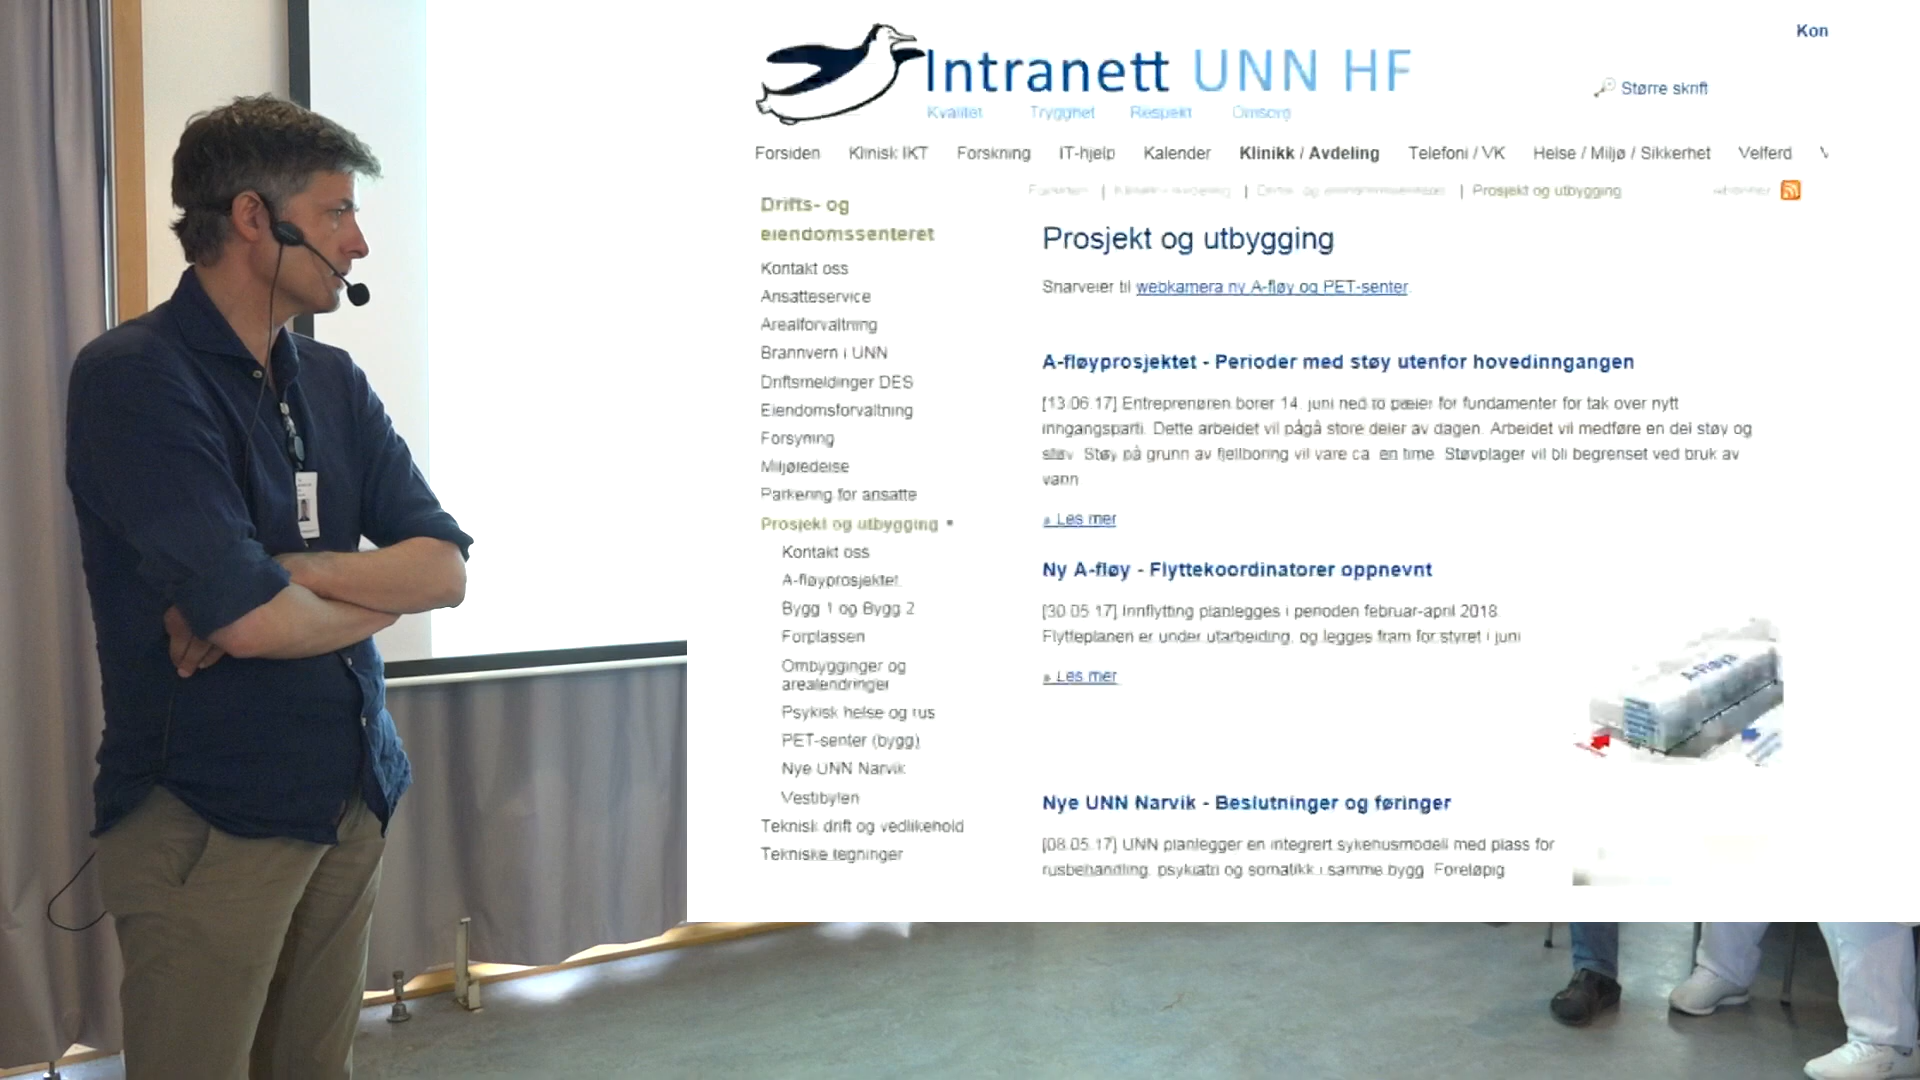 Intranett UNN HF
Kvalitet Trygghet Respekt Omsorg
Kon
Større skrift
Forsiden Klinisk IKT Forskning IT-hjelp Kalender Klinikk / Avdeling Telefoni / VK Helse / Miljø / Sikkerhet Velferd
| | | Prosjekt og utbygging
Drifts- og
eiendomssenteret
Kontakt oss
Ansatteservice
Arealforvaltning
Brannvern i UNN
Driftsmeldinger DES
Eiendomsforvaltning
Forsyning
Miljøledelse
Parkering for ansatte
Prosjekt og utbygging
Kontakt oss
A-fløyprosjektet
Bygg 1 og Bygg 2
Forplassen
Ombygginger og
arealendringer
Psykisk helse og rus
PET-senter (bygg)
Nye UNN Narvik
Vestibylen
Teknisk drift og vedlikehold
Tekniske tegninger
Prosjekt og utbygging
Snarveier til webkamera ny A-fløy og PET-senter.
A-fløyprosjektet - Perioder med støy utenfor hovedinngangen
[13.06.17] Entreprenøren borer 14. juni ned to pæler for fundamenter for tak over nytt
inngangsparti. Dette arbeidet vil pågå store deler av dagen. Arbeidet vil medføre en del støy og
støv. Støy på grunn av fjellboring vil vare ca. en time. Støvplager vil bli begrenset ved bruk av
vann.
» Les mer
Ny A-fløy - Flyttekoordinatorer oppnevnt
[30.05.17] Innflytting planlegges i perioden februar-april 2018.
Flytteplanen er under utarbeiding, og legges fram for styret i juni.
» Les mer
A-fløya
Nye UNN Narvik - Beslutninger og føringer
[08.05.17] UNN planlegger en integrert sykehusmodell med plass for
rusbehandling, psykiatri og somatikk i samme bygg. Foreløpig